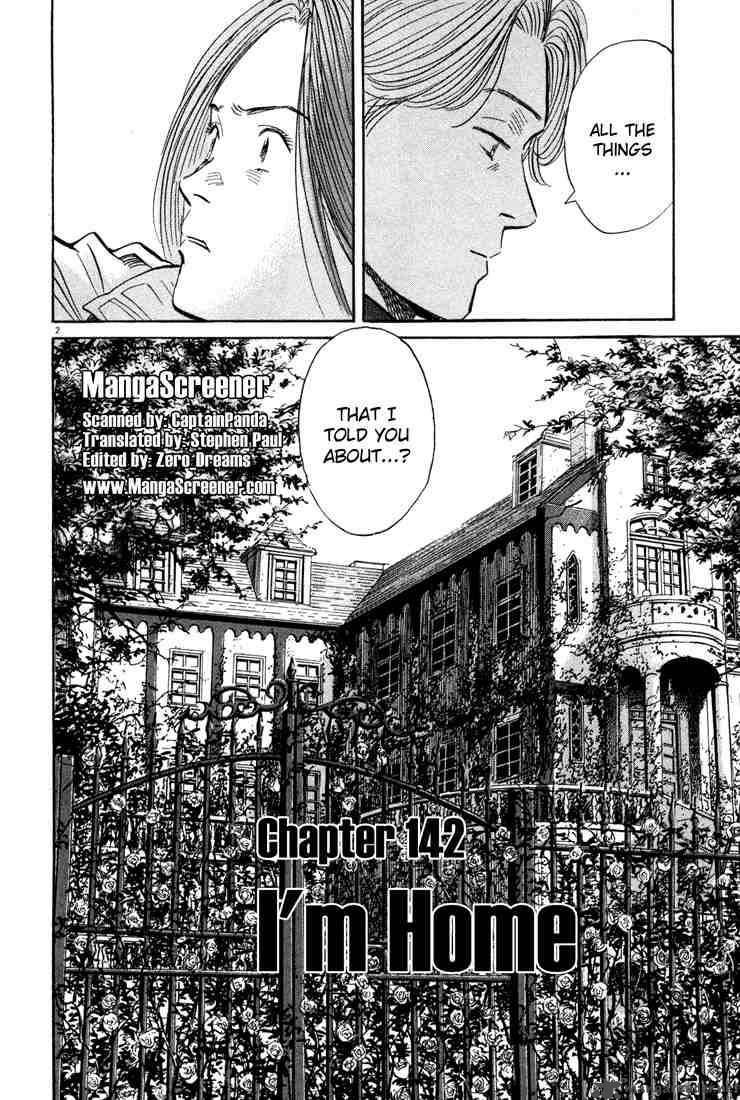 ALL THE
THINGS
...
2
MangaScreener
Scanned by: CaptainPanda
Translated by: Stephen Paul
Edited by: Zero Dreams
www.MangaScreener.com
THAT I
TOLD YOU
ABOUT...?
Chapter 142
I'm Home